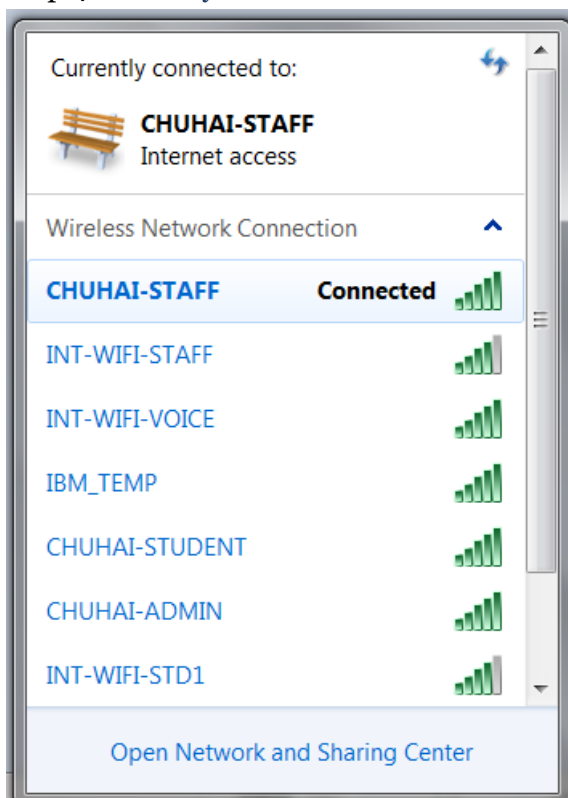 Currently connected to:
CHUHAI-STAFF
Internet access
Wireless Network Connection
CHUHAI-STAFF Connected
INT-WIFI-STAFF
INT-WIFI-VOICE
IBM_TEMP
CHUHAI-STUDENT
CHUHAI-ADMIN
INT-WIFI-STD1
Open Network and Sharing Center